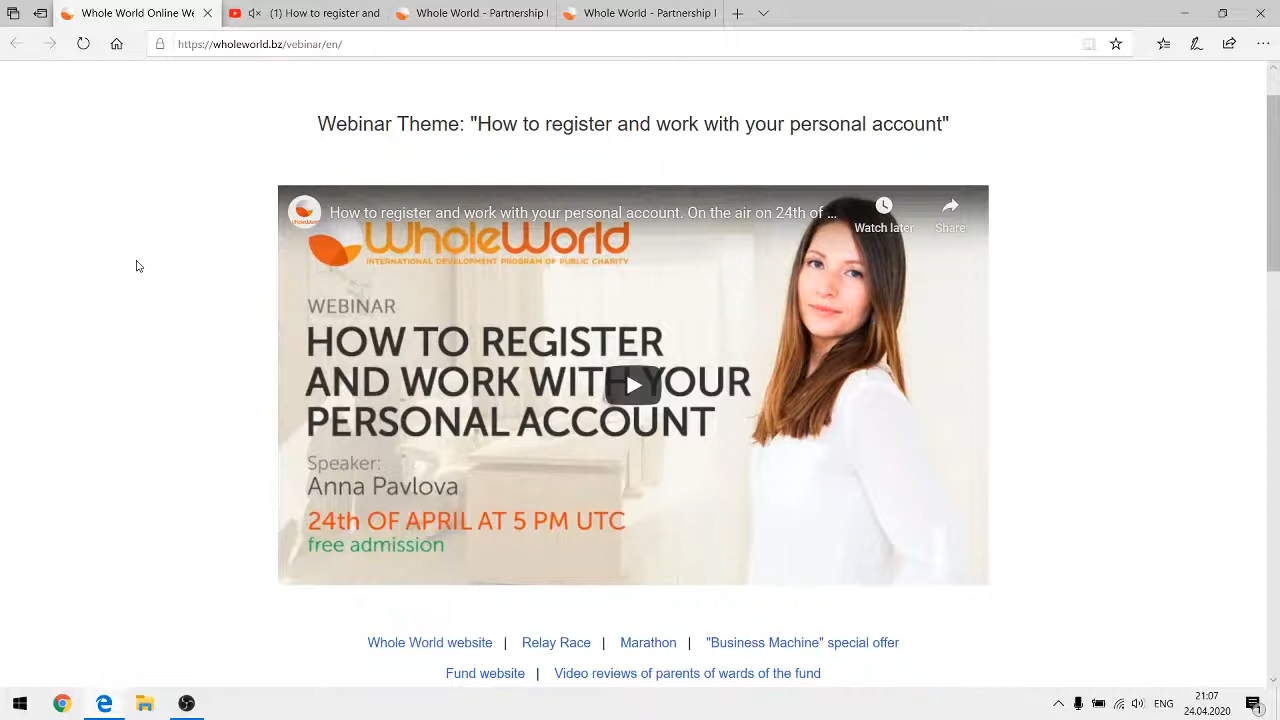 Whole World Online We
How to register and
Whole World - Partnership |
Whole World - Partnership |
https://wholeworld.bz/vebinar/en/
Webinar Theme: "How to register and work with your personal account"
How to register and work with your personal account. On the air on 24th of ...
Watch later
Share
WholeWorld
INTERNATIONAL DEVELOPMENT PROGRAM OF PUBLIC CHARITY
WEBINAR
HOW TO REGISTER
AND WORK WITH YOUR
PERSONAL ACCOUNT
Speaker:
Anna Pavlova
24th OF APRIL AT 5 PM UTC
free admission
Whole World website | Relay Race | Marathon | "Business Machine" special offer
Fund website | Video reviews of parents of wards of the fund
ENG
21:07
24.04.2020